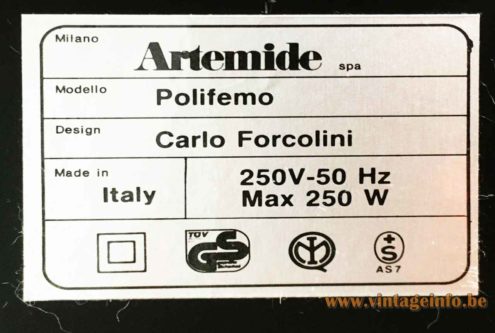 Milano
Artemide spa
Modello
Polifemo
Design
Carlo Forcolini
Made in
Italy
250V-50 Hz
Max 250 W
TÜV
GS
S
AS7
www.vintageinfo.be